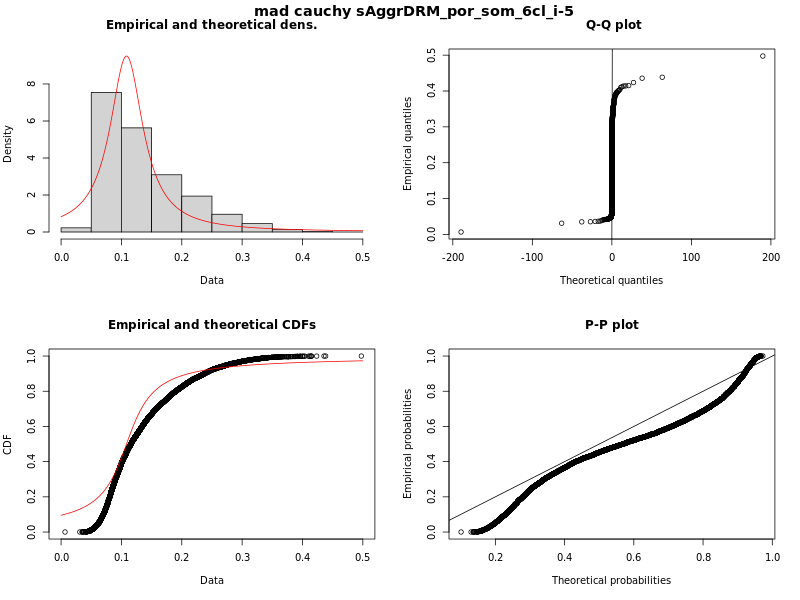 mad cauchy sAggrDRM_por_som_6cl_i-5
Empirical and theoretical dens.
Density
0 2 4 6 8
0.0 0.1 0.2 0.3 0.4 0.5
Data
Q-Q plot
Empirical quantiles
0.0 0.1 0.2 0.3 0.4 0.5
-200 -100 0 100 200
Theoretical quantiles
Empirical and theoretical CDFs
CDF
0.0 0.2 0.4 0.6 0.8 1.0
0.0 0.1 0.2 0.3 0.4 0.5
Data
P-P plot
Empirical probabilities
0.0 0.2 0.4 0.6 0.8 1.0
0.2 0.4 0.6 0.8 1.0
Theoretical probabilities